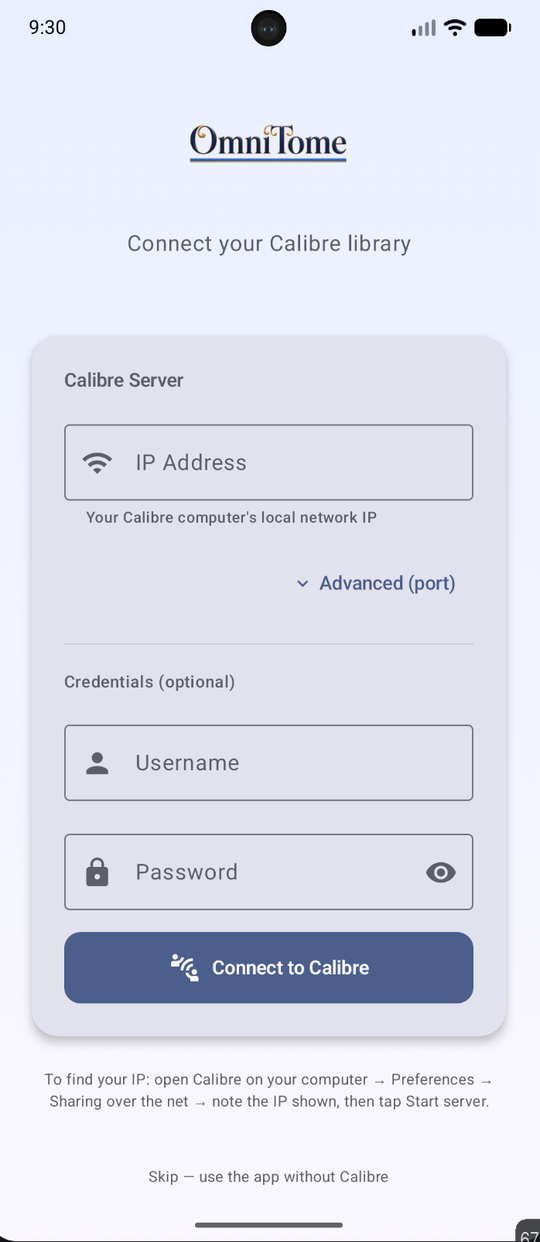 9:30
OmniTome
Connect your Calibre library
Calibre Server
IP Address
Your Calibre computer's local network IP
Advanced (port)
Credentials (optional)
Username
Password
Connect to Calibre
To find your IP: open Calibre on your computer → Preferences →
Sharing over the net → note the IP shown, then tap Start server.
Skip — use the app without Calibre
67